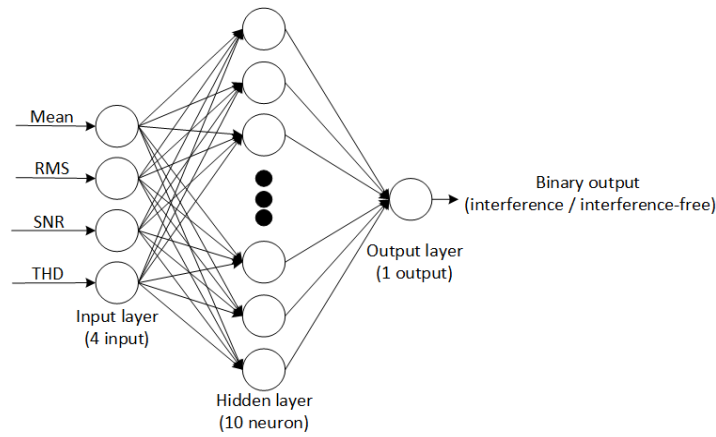 Mean
RMS
SNR
THD
Input layer
(4 input)
Hidden layer
(10 neuron)
Output layer
(1 output)
Binary output
(interference / interference-free)